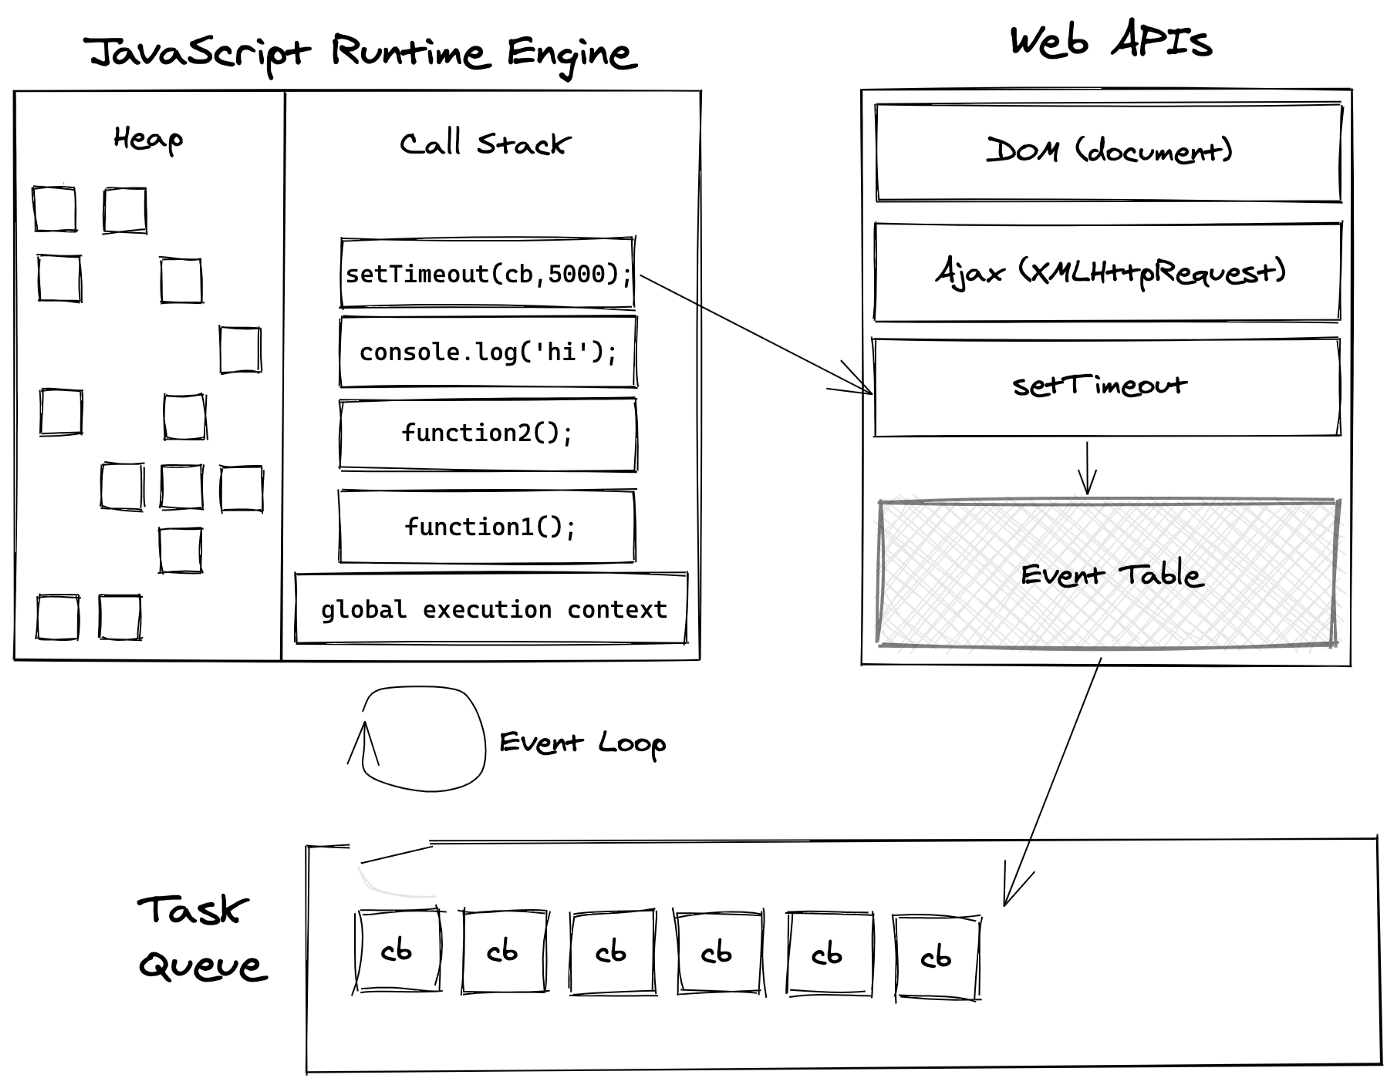 JavaScript Runtime Engine
Web APIs
Heap
Call Stack
setTimeout(cb,5000);
console.log('hi');
function2();
function1();
global execution context
DOM (document)
Ajax (XMLHttpRequest)
setTimeout
Event Table
Event Loop
Task
Queue
cb
cb
cb
cb
cb
cb